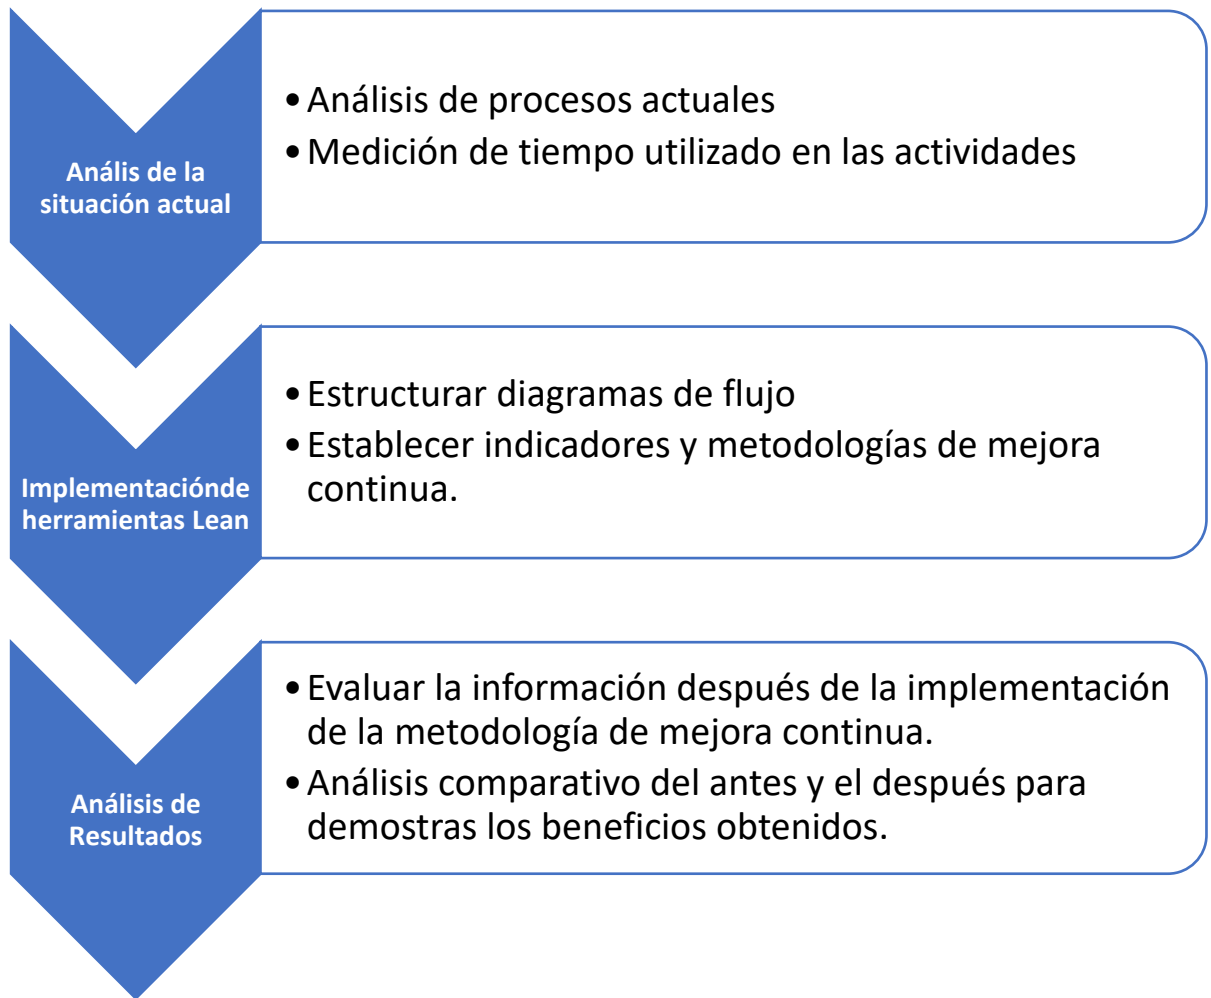 Anális de la
situación actual
• Análisis de procesos actuales
• Medición de tiempo utilizado en las actividades
Implementaciónde
herramientas Lean
• Estructurar diagramas de flujo
• Establecer indicadores y metodologías de mejora
continua.
Análisis de
Resultados
• Evaluar la información después de la implementación
de la metodología de mejora continua.
• Análisis comparativo del antes y el después para
demostras los beneficios obtenidos.